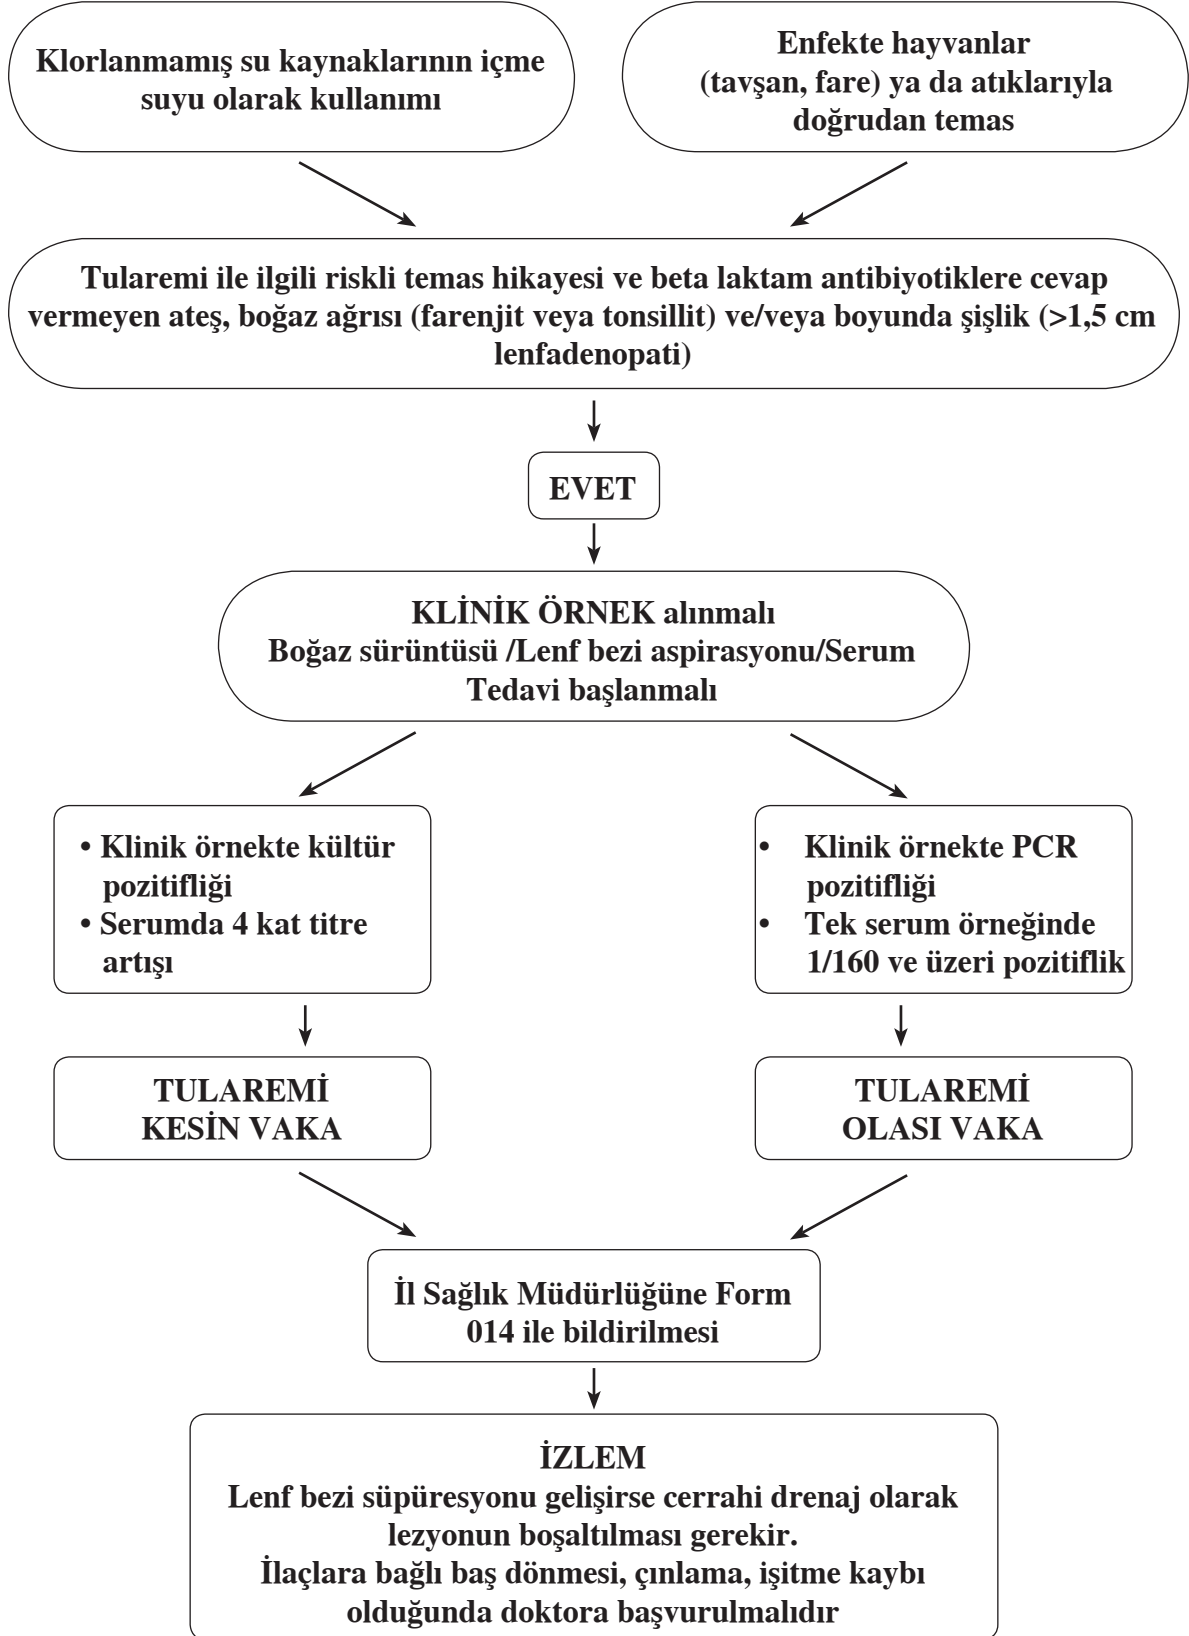 Klorlanmamış su kaynaklarının içme
suyu olarak kullanımı
Enfekte hayvanlar
(tavşan, fare) ya da atıklarıyla
doğrudan temas
Tularemi ile ilgili riskli temas hikayesi ve beta laktam antibiyotiklere cevap
vermeyen ateş, boğaz ağrısı (farenjit veya tonsillit) ve/veya boyunda şişlik (>1,5 cm
lenfadenopati)
EVET
KLİNİK ÖRNEK alınmalı
Boğaz sürüntüsü /Lenf bezi aspirasyonu/Serum
Tedavi başlanmalı
• Klinik örnekte kültür
pozitifliği
• Serumda 4 kat titre
artışı
• Klinik örnekte PCR
pozitifliği
• Tek serum örneğinde
1/160 ve üzeri pozitiflik
TULAREMİ
KESİN VAKA
TULAREMİ
OLASI VAKA
İl Sağlık Müdürlüğüne Form
014 ile bildirilmesi
İZLEM
Lenf bezi süpüresyonu gelişirse cerrahi drenaj olarak
lezyonun boşaltılması gerekir.
İlaçlara bağlı baş dönmesi, çınlama, işitme kaybı
olduğunda doktora başvurulmalıdır